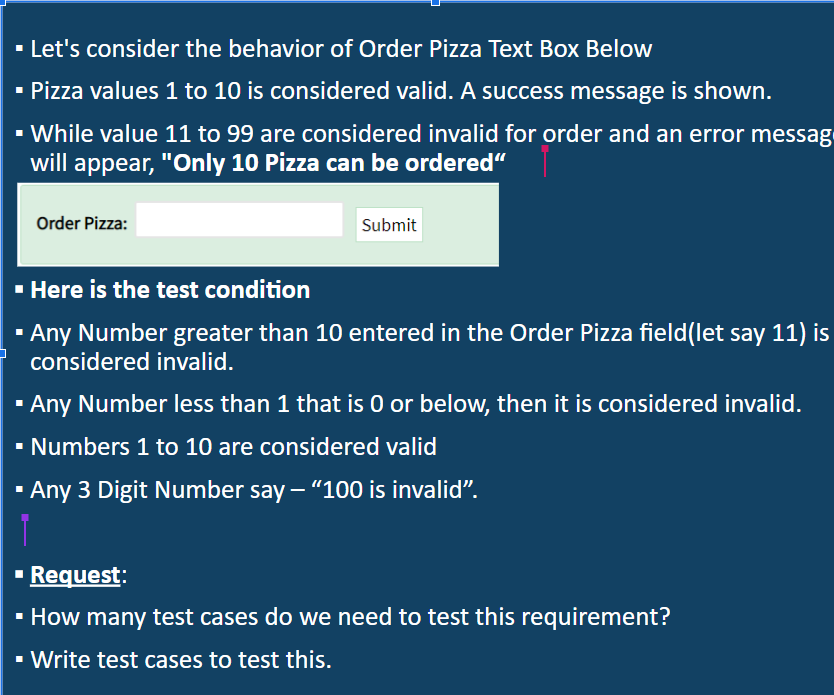 ▪ Let's consider the behavior of Order Pizza Text Box Below
▪ Pizza values 1 to 10 is considered valid. A success message is shown.
▪ While value 11 to 99 are considered invalid for order and an error messag
will appear, "Only 10 Pizza can be ordered“
Order Pizza: Submit
▪ Here is the test condition
▪ Any Number greater than 10 entered in the Order Pizza field(let say 11) is
considered invalid.
▪ Any Number less than 1 that is 0 or below, then it is considered invalid.
▪ Numbers 1 to 10 are considered valid
▪ Any 3 Digit Number say – “100 is invalid”.
▪ Request:
▪ How many test cases do we need to test this requirement?
▪ Write test cases to test this.